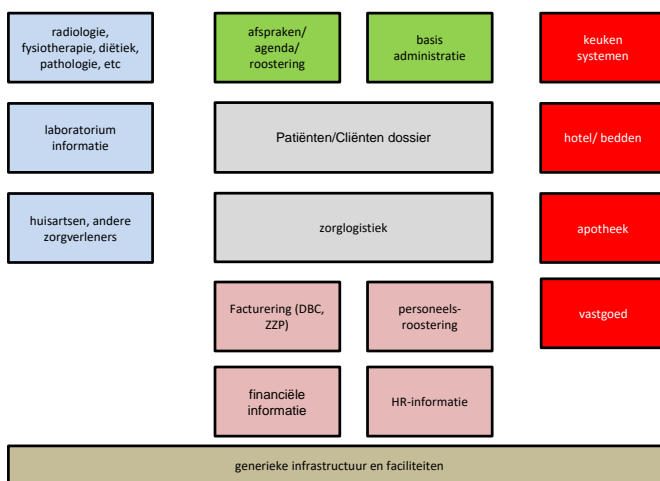 radiologie,
fysiotherapie, diëtiek,
pathologie, etc
afspraken/
agenda/
roostering
basis
administratie
keuken
systemen
laboratorium
informatie
Patiënten/Cliënten dossier
hotel/ bedden
huisartsen, andere
zorgverleners
zorglogistiek
apotheek
Facturering (DBC,
ZZP)
personeels-
roostering
vastgoed
financiële
informatie
HR-informatie
generieke infrastructuur en faciliteiten